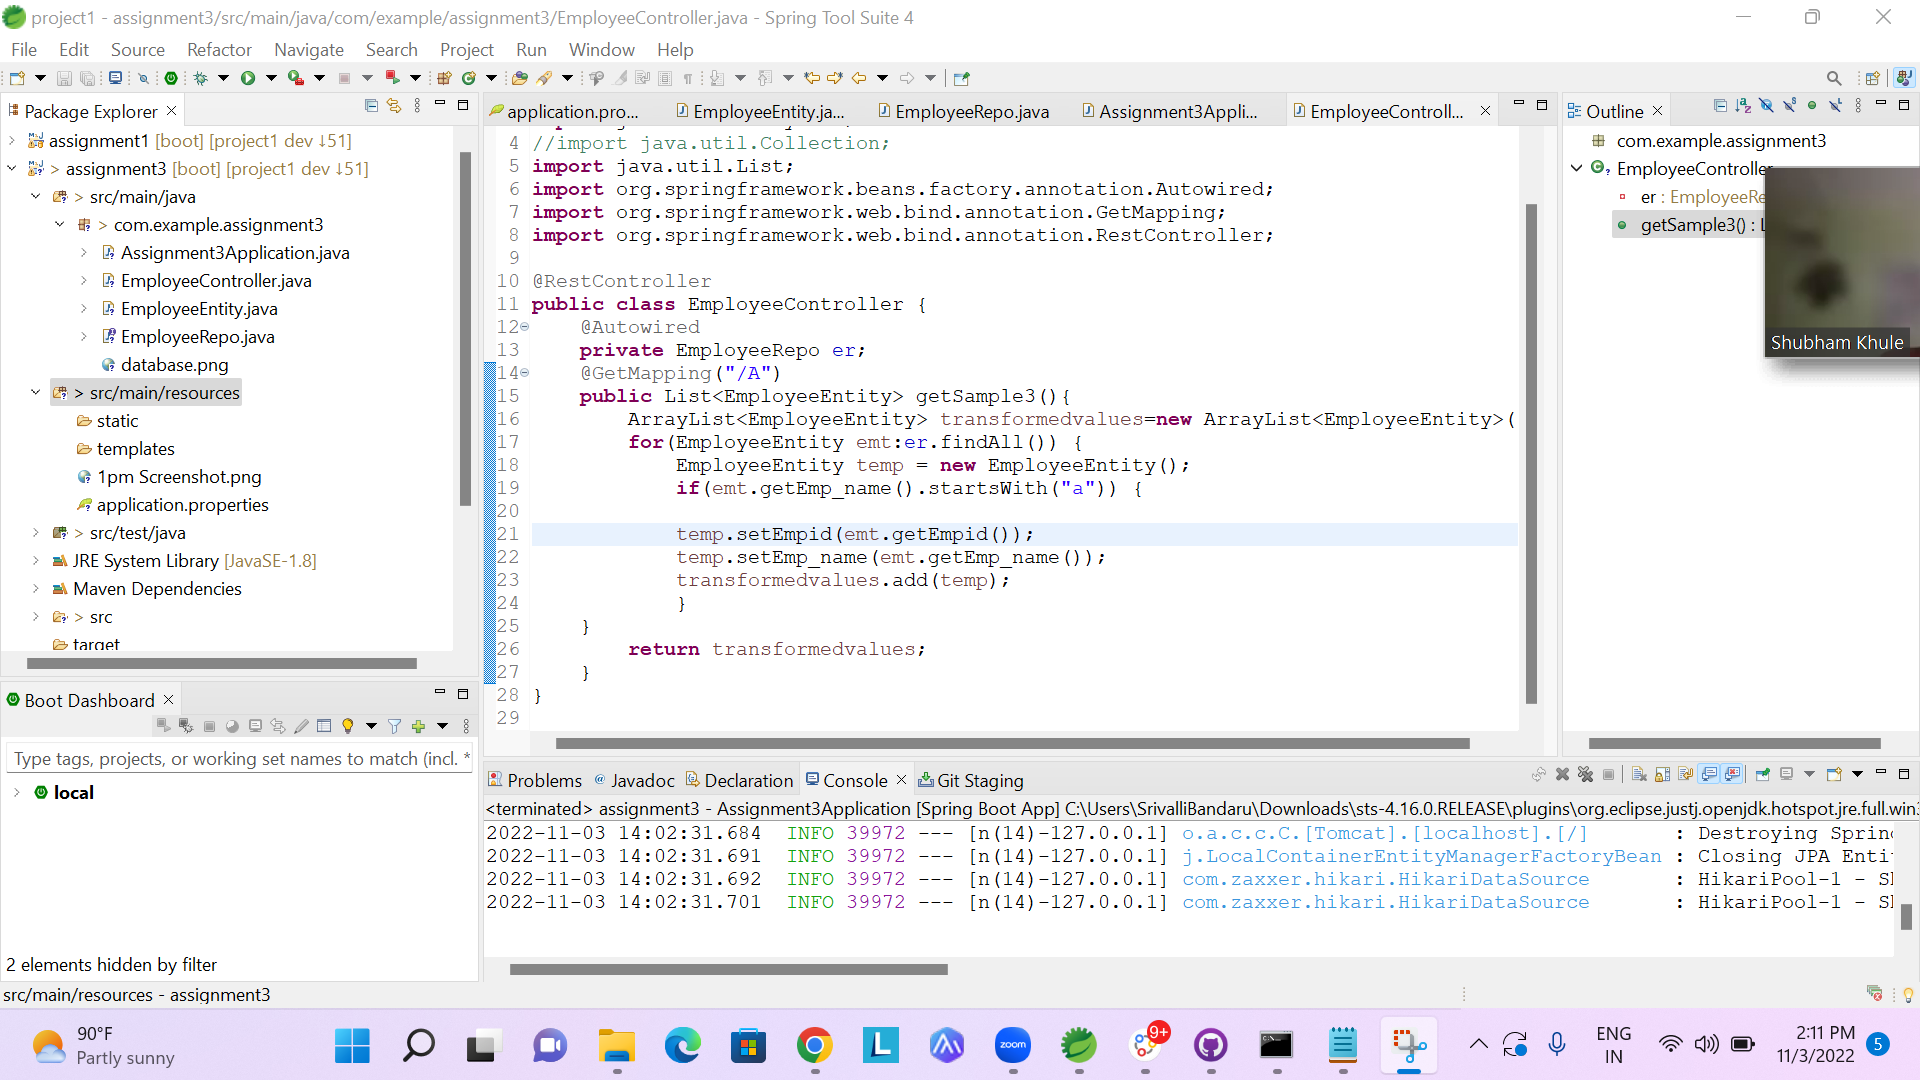 project1 - assignment3/src/main/java/com/example/assignment3/EmployeeController.java - Spring Tool Suite 4
File Edit Source Refactor Navigate Search Project Run Window Help
Package Explorer
assignment1 [boot] [project1 dev ↓51]
> assignment3 [boot] [project1 dev ↓51]
> src/main/java
> com.example.assignment3
Assignment3Application.java
EmployeeController.java
EmployeeEntity.java
EmployeeRepo.java
database.png
> src/main/resources
static
templates
1pm Screenshot.png
application.properties
> src/test/java
JRE System Library [JavaSE-1.8]
Maven Dependencies
> src
target
Boot Dashboard
Type tags, projects, or working set names to match (incl. *
local
2 elements hidden by filter
application.pro... EmployeeEntity.ja... EmployeeRepo.java Assignment3Appli... EmployeeControll...
4 //import java.util.Collection;
5 import java.util.List;
6 import org.springframework.beans.factory.annotation.Autowired;
7 import org.springframework.web.bind.annotation.GetMapping;
8 import org.springframework.web.bind.annotation.RestController;
9
10 @RestController
11 public class EmployeeController {
12 @Autowired
13 private EmployeeRepo er;
14 @GetMapping("/A")
15 public List<EmployeeEntity> getSample3(){
16 ArrayList<EmployeeEntity> transformedvalues=new ArrayList<EmployeeEntity>(
17 for(EmployeeEntity emt:er.findAll()) {
18 EmployeeEntity temp = new EmployeeEntity();
19 if(emt.getEmp_name().startsWith("a")) {
20
21 temp.setEmpid(emt.getEmpid());
22 temp.setEmp_name(emt.getEmp_name());
23 transformedvalues.add(temp);
24 }
25 }
26 return transformedvalues;
27 }
28 }
29
Outline
com.example.assignment3
EmployeeController
er : EmployeeRe
getSample3() : L
Shubham Khule
Problems @ Javadoc Declaration Console Git Staging
<terminated> assignment3 - Assignment3Application [Spring Boot App] C:\Users\SrivalliBandaru\Downloads\sts-4.16.0.RELEASE\plugins\org.eclipse.justj.openjdk.hotspot.jre.full.win3
2022-11-03 14:02:31.684 INFO 39972 --- [n(14)-127.0.0.1] o.a.c.c.C.[Tomcat].[localhost].[/] : Destroying Spring
2022-11-03 14:02:31.691 INFO 39972 --- [n(14)-127.0.0.1] j.LocalContainerEntityManagerFactoryBean : Closing JPA Enti
2022-11-03 14:02:31.692 INFO 39972 --- [n(14)-127.0.0.1] com.zaxxer.hikari.HikariDataSource : HikariPool-1 - Sh
2022-11-03 14:02:31.701 INFO 39972 --- [n(14)-127.0.0.1] com.zaxxer.hikari.HikariDataSource : HikariPool-1 - Sh
src/main/resources - assignment3
90°F
Partly sunny
L
zoom
9+
ENG
IN
2:11 PM
11/3/2022
5